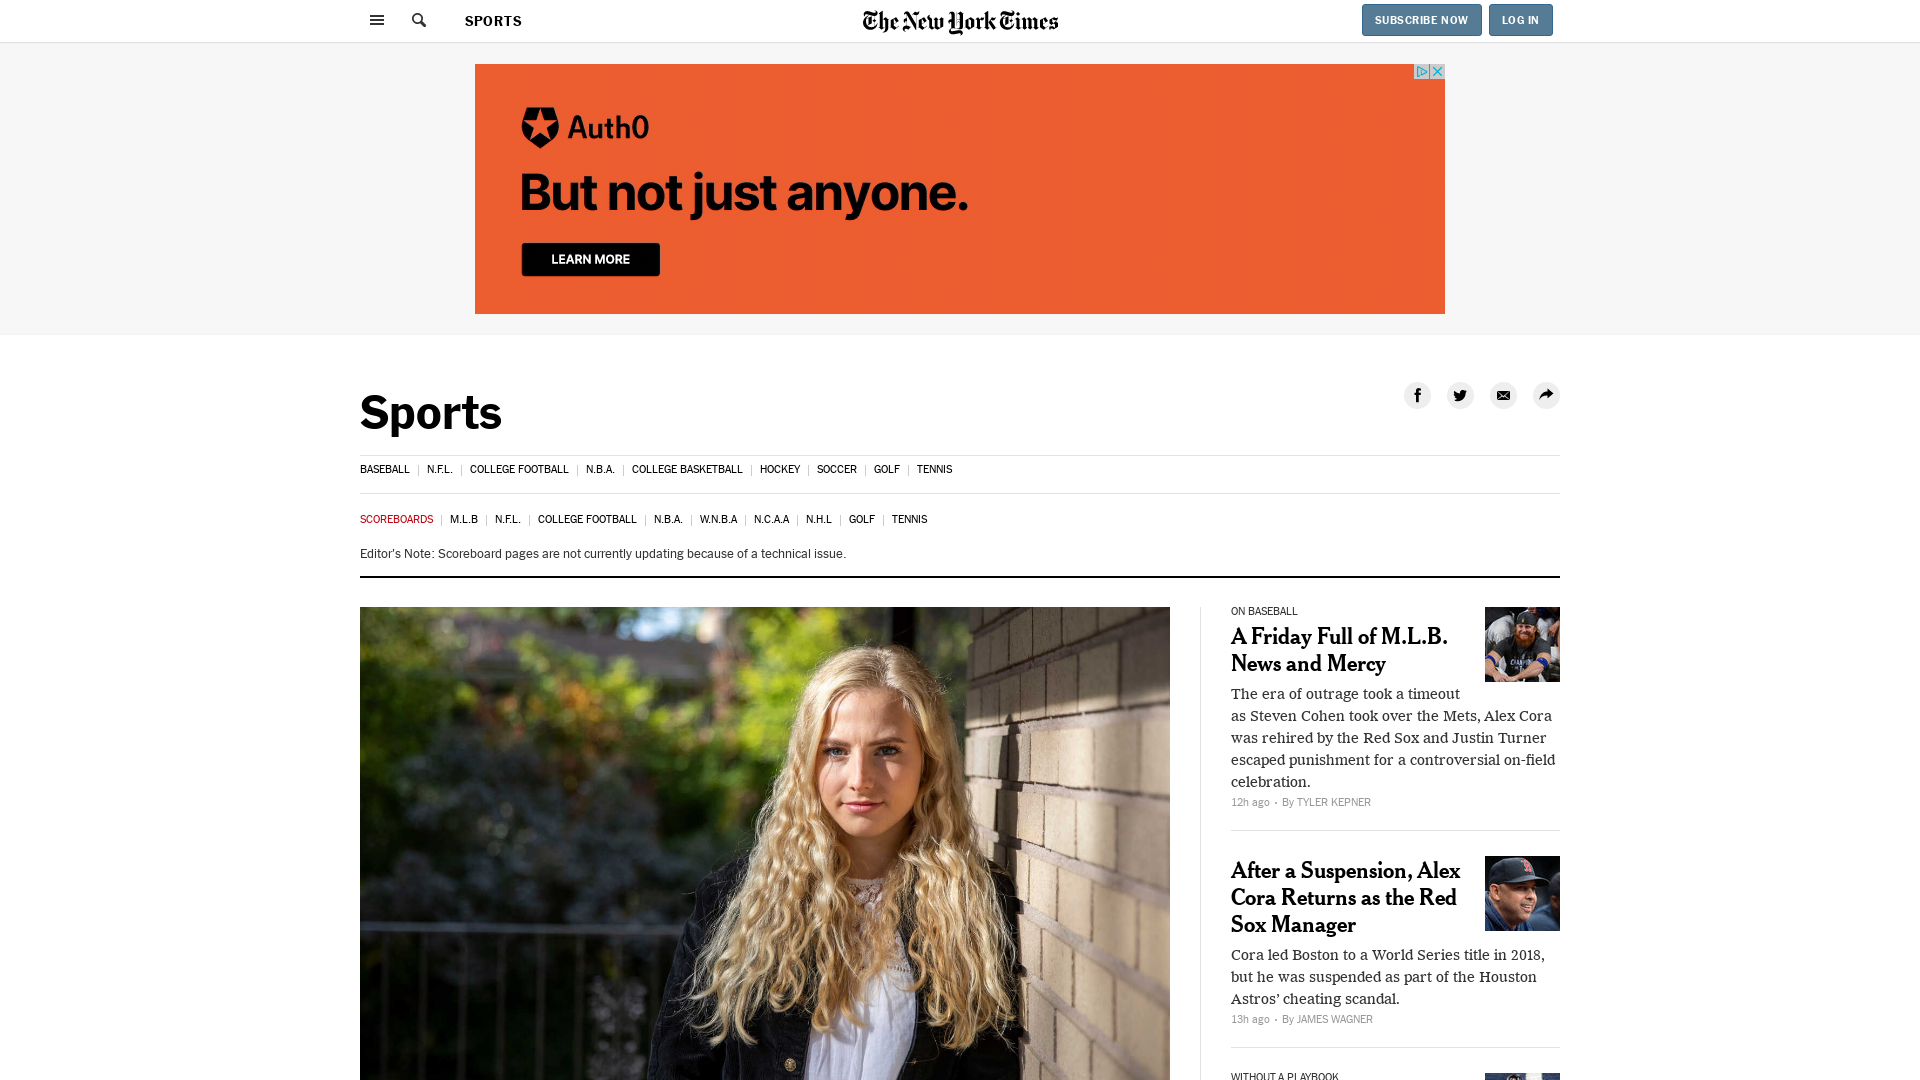 SPORTS
The New York Times
SUBSCRIBE NOW
LOG IN
Auth0
But not just anyone.
LEARN MORE
Sports
BASEBALL | N.F.L. | COLLEGE FOOTBALL | N.B.A. | COLLEGE BASKETBALL | HOCKEY | SOCCER | GOLF | TENNIS
SCOREBOARDS | M.L.B | N.F.L. | COLLEGE FOOTBALL | N.B.A. | W.N.B.A | N.C.A.A | N.H.L | GOLF | TENNIS
Editor's Note: Scoreboard pages are not currently updating because of a technical issue.
ON BASEBALL
A Friday Full of M.L.B.
News and Mercy
The era of outrage took a timeout
as Steven Cohen took over the Mets, Alex Cora
was rehired by the Red Sox and Justin Turner
escaped punishment for a controversial on-field
celebration.
12h ago • By TYLER KEPNER
After a Suspension, Alex
Cora Returns as the Red
Sox Manager
Cora led Boston to a World Series title in 2018,
but he was suspended as part of the Houston
Astros’ cheating scandal.
13h ago • By JAMES WAGNER
WITHOUT A PLAYBOOK